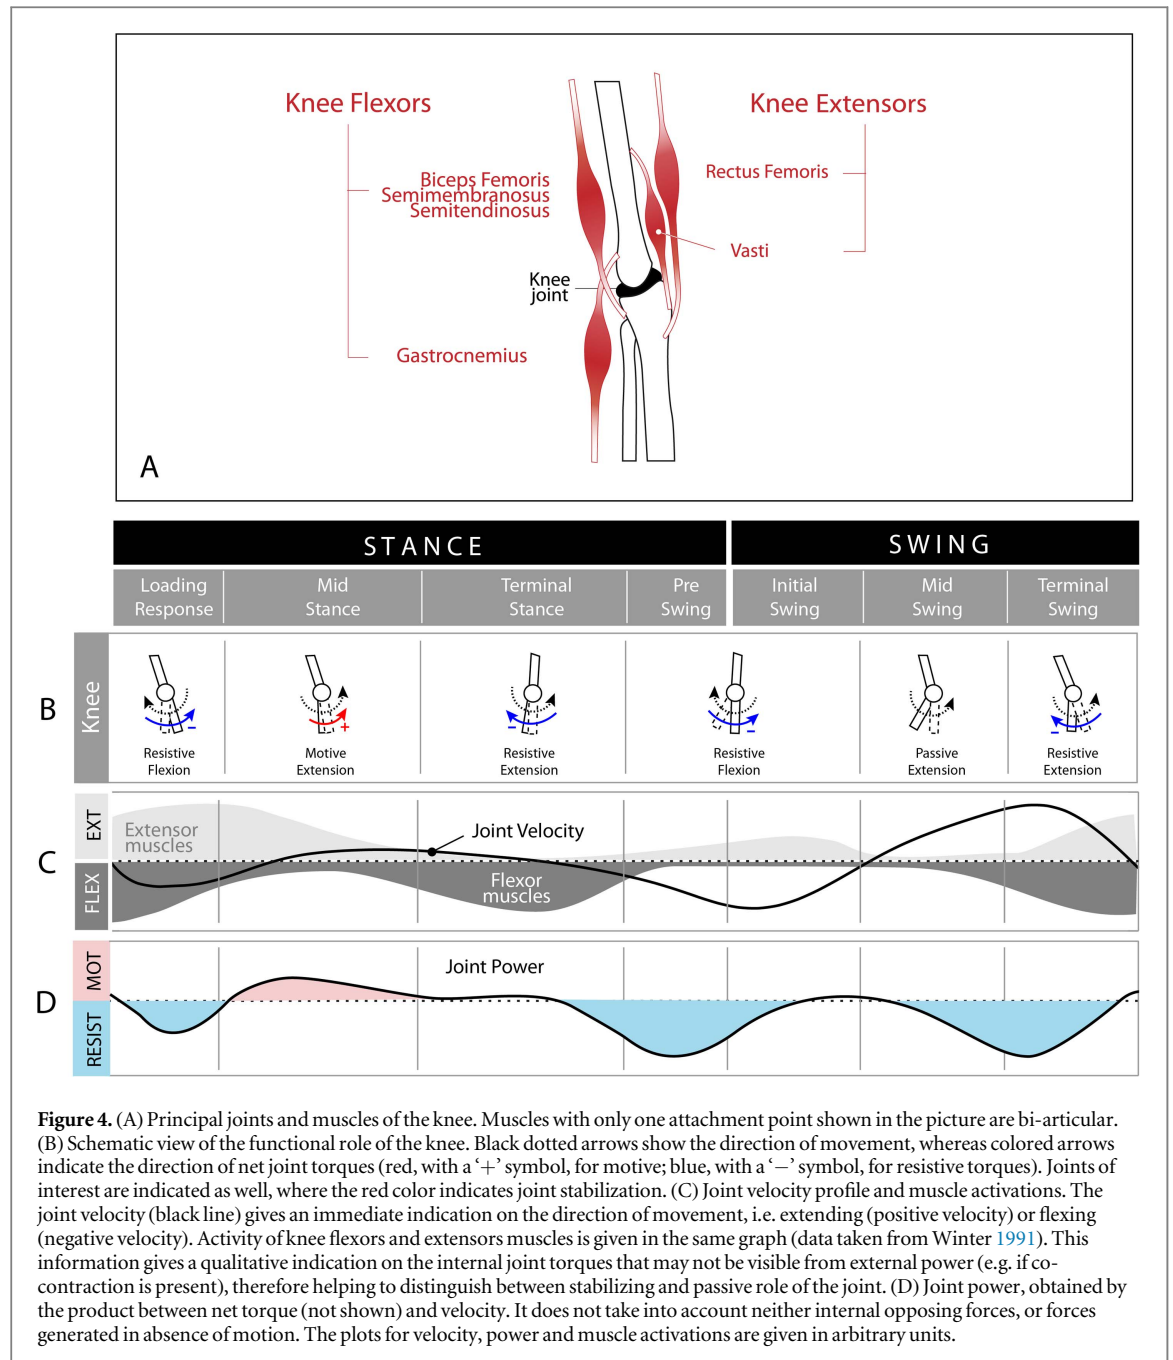 Knee Flexors
Knee Extensors
Biceps Femoris
Semimembranosus
Semitendinosus
Rectus Femoris
Vasti
Knee
joint
Gastrocnemius
A
STANCE
SWING
Loading
Response
Mid
Stance
Terminal
Stance
Pre
Swing
Initial
Swing
Mid
Swing
Terminal
Swing
B
Knee
−
+
−
−
−
Resistive
Flexion
Motive
Extension
Resistive
Extension
Resistive
Flexion
Passive
Extension
Resistive
Extension
C
EXT
FLEX
Extensor
muscles
Joint Velocity
Flexor
muscles
D
MOT
RESIST
Joint Power
Figure 4. (A) Principal joints and muscles of the knee. Muscles with only one attachment point shown in the picture are bi-articular.
(B) Schematic view of the functional role of the knee. Black dotted arrows show the direction of movement, whereas colored arrows
indicate the direction of net joint torques (red, with a ‘+’ symbol, for motive; blue, with a ‘−’ symbol, for resistive torques). Joints of
interest are indicated as well, where the red color indicates joint stabilization. (C) Joint velocity profile and muscle activations. The
joint velocity (black line) gives an immediate indication on the direction of movement, i.e. extending (positive velocity) or flexing
(negative velocity). Activity of knee flexors and extensors muscles is given in the same graph (data taken from Winter 1991). This
information gives a qualitative indication on the internal joint torques that may not be visible from external power (e.g. if co-
contraction is present), therefore helping to distinguish between stabilizing and passive role of the joint. (D) Joint power, obtained by
the product between net torque (not shown) and velocity. It does not take into account neither internal opposing forces, or forces
generated in absence of motion. The plots for velocity, power and muscle activations are given in arbitrary units.